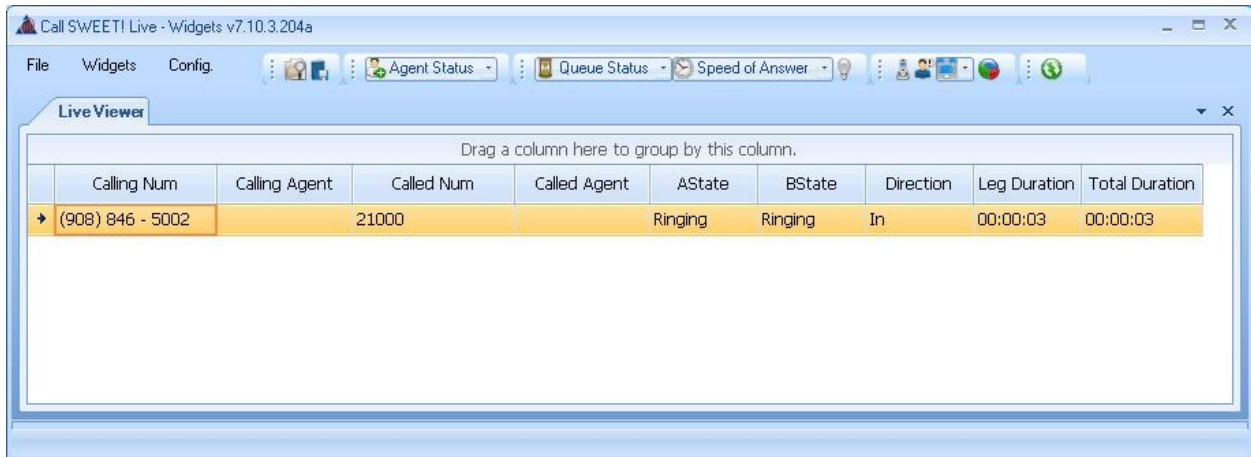 Call SWEET! Live - Widgets v7.10.3.204a
File Widgets Config. Agent Status Queue Status Speed of Answer
Live Viewer
Drag a column here to group by this column.
Calling Num Calling Agent Called Num Called Agent AState BState Direction Leg Duration Total Duration
(908) 846 - 5002 21000 Ringing Ringing In 00:00:03 00:00:03